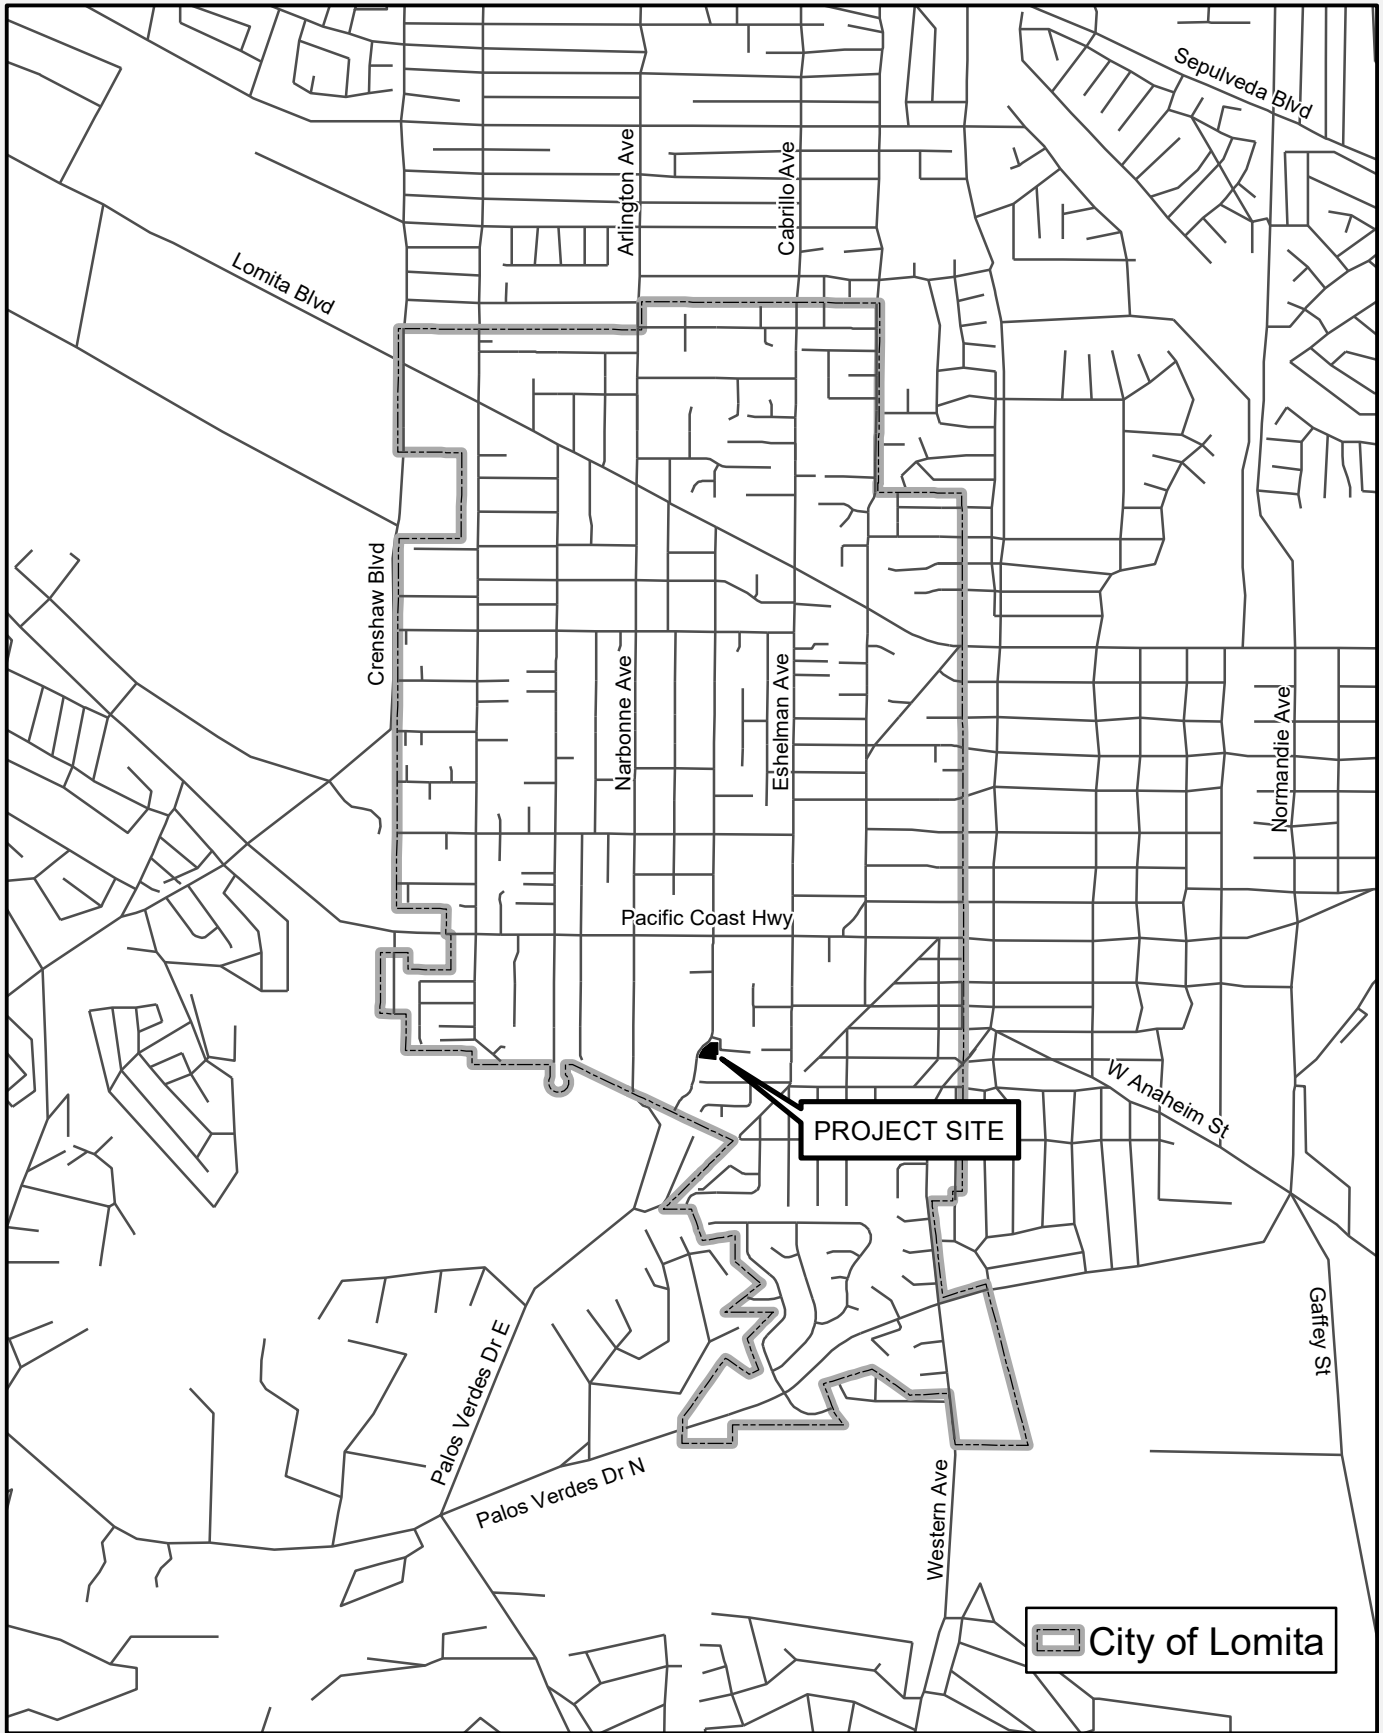 Sepulveda Blvd
Arlington Ave
Cabrillo Ave
Lomita Blvd
Crenshaw Blvd
Narbonne Ave
Eshelman Ave
Normandie Ave
Pacific Coast Hwy
W Anaheim St
PROJECT SITE
Gaffey St
Palos Verdes Dr E
Palos Verdes Dr N
Western Ave
City of Lomita